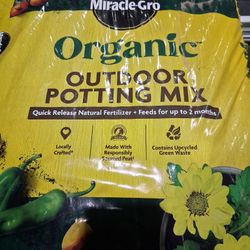 Miracle-Gro
Organic
OUTDOOR
POTTING MIX
Quick Release Natural Fertilizer • Feeds for up to 2 months
Locally Crafted*
Made With Responsibly Sourced Peat†
Contains Upcycled Green Waste